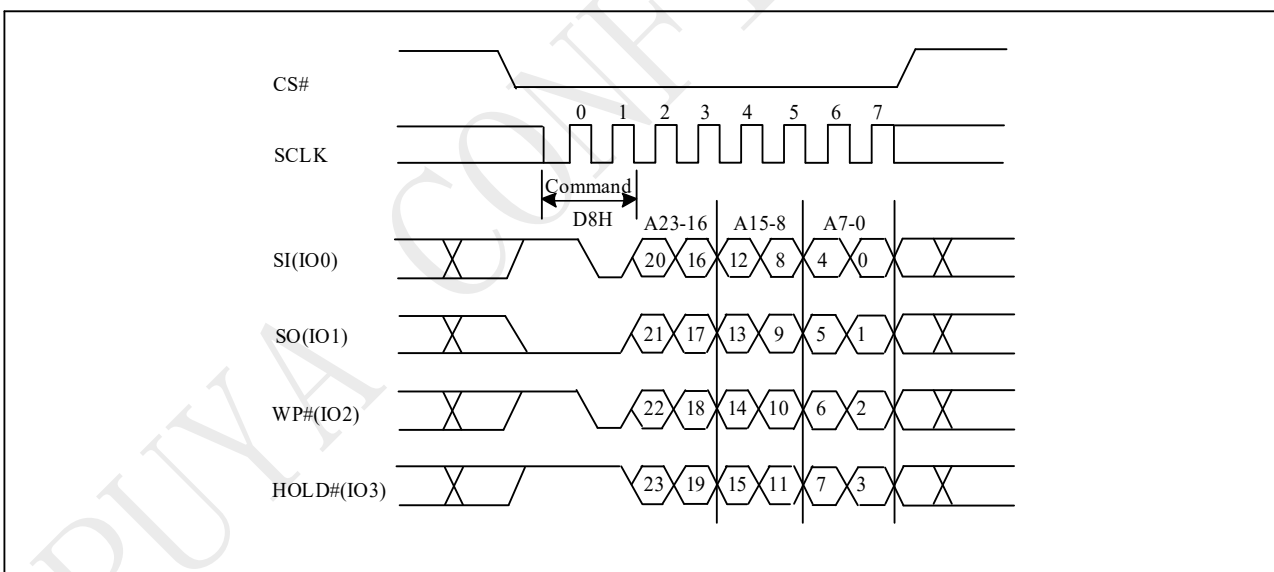 PUYA CONF
CS#
0 1 2 3 4 5 6 7
SCLK
Command
D8H
A23-16 A15-8 A7-0
SI(IO0) 20 16 12 8 4 0
SO(IO1) 21 17 13 9 5 1
WP#(IO2) 22 18 14 10 6 2
HOLD#(IO3) 23 19 15 11 7 3